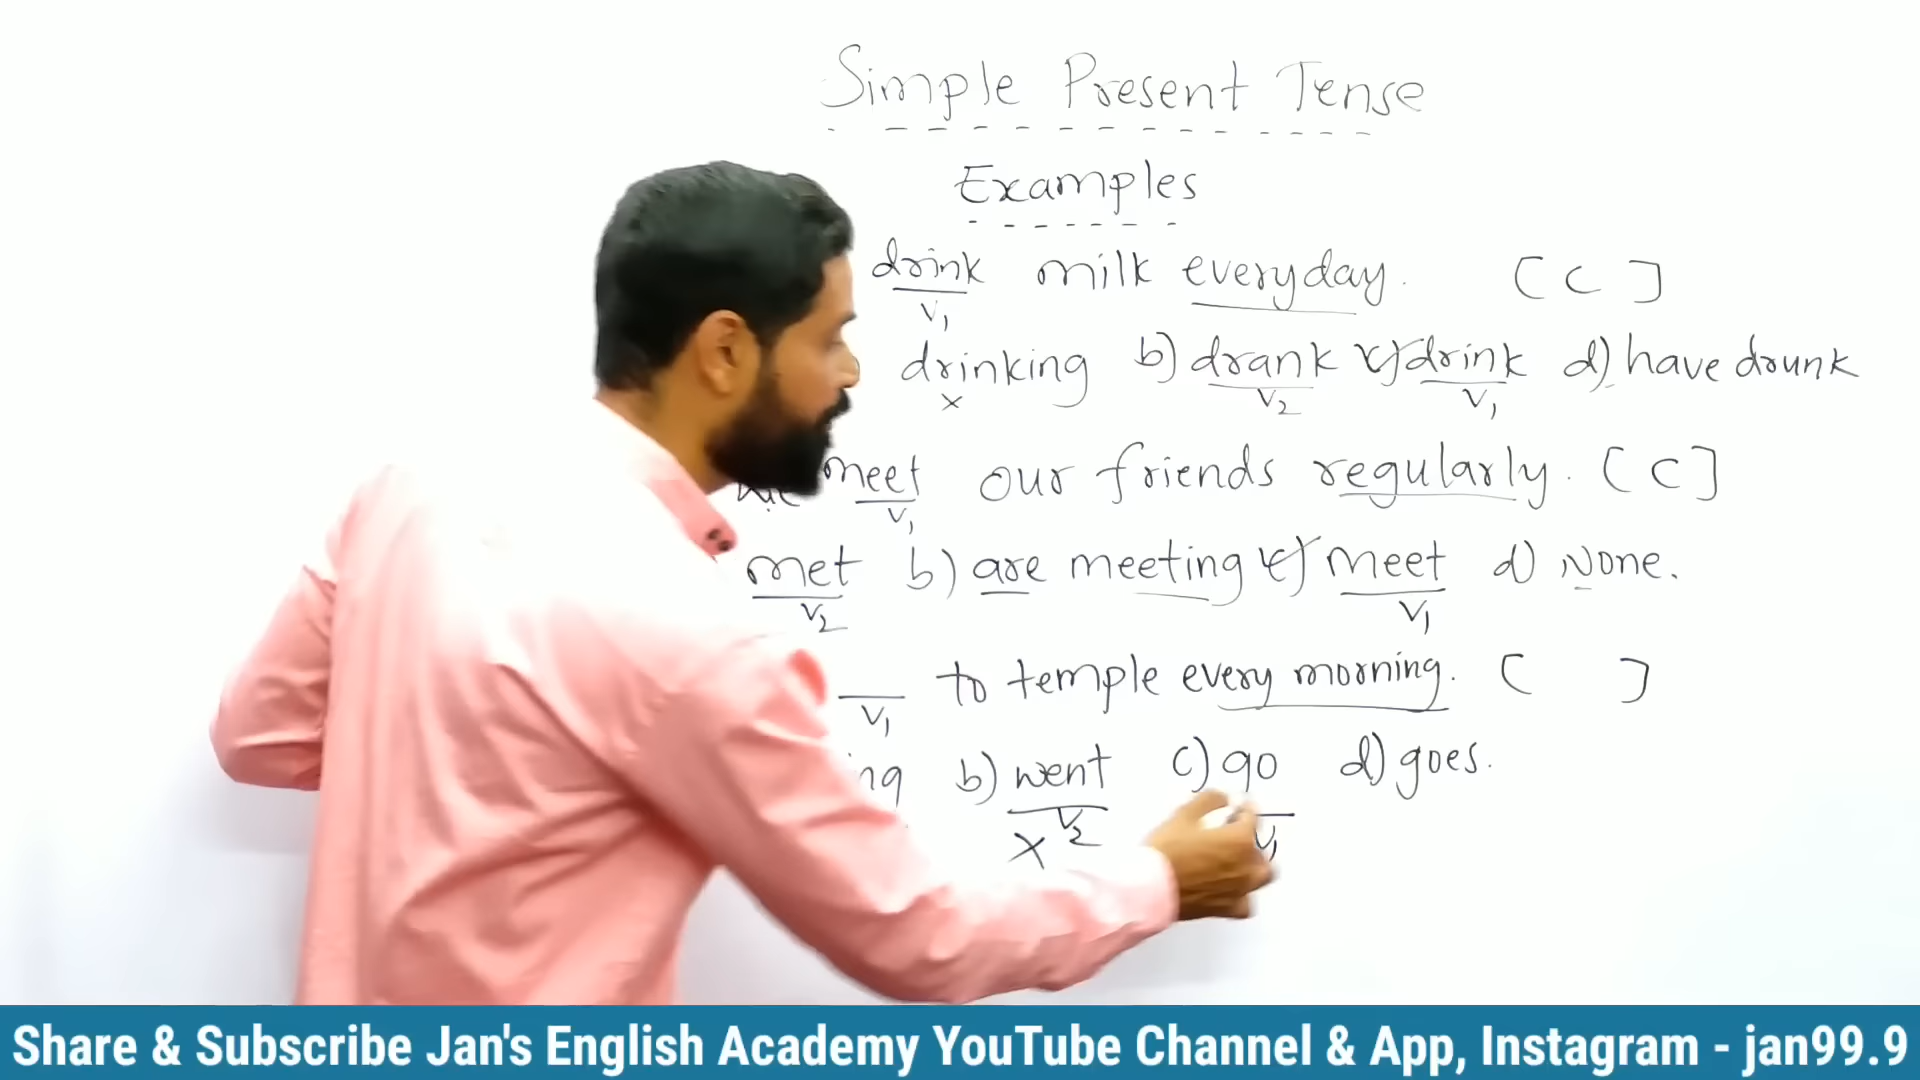 Simple Present Tense
Examples
drink milk everyday. [ C ]
V1
drinking b) drank c) drink d) have drunk
x V2 V1
meet our friends regularly. [ C ]
V1
met b) are meeting c) meet d) None.
V2 V1
to temple every morning. [ ]
V1
ng b) went c) go d) goes.
x V2 V1
Share & Subscribe Jan's English Academy YouTube Channel & App, Instagram - jan99.9